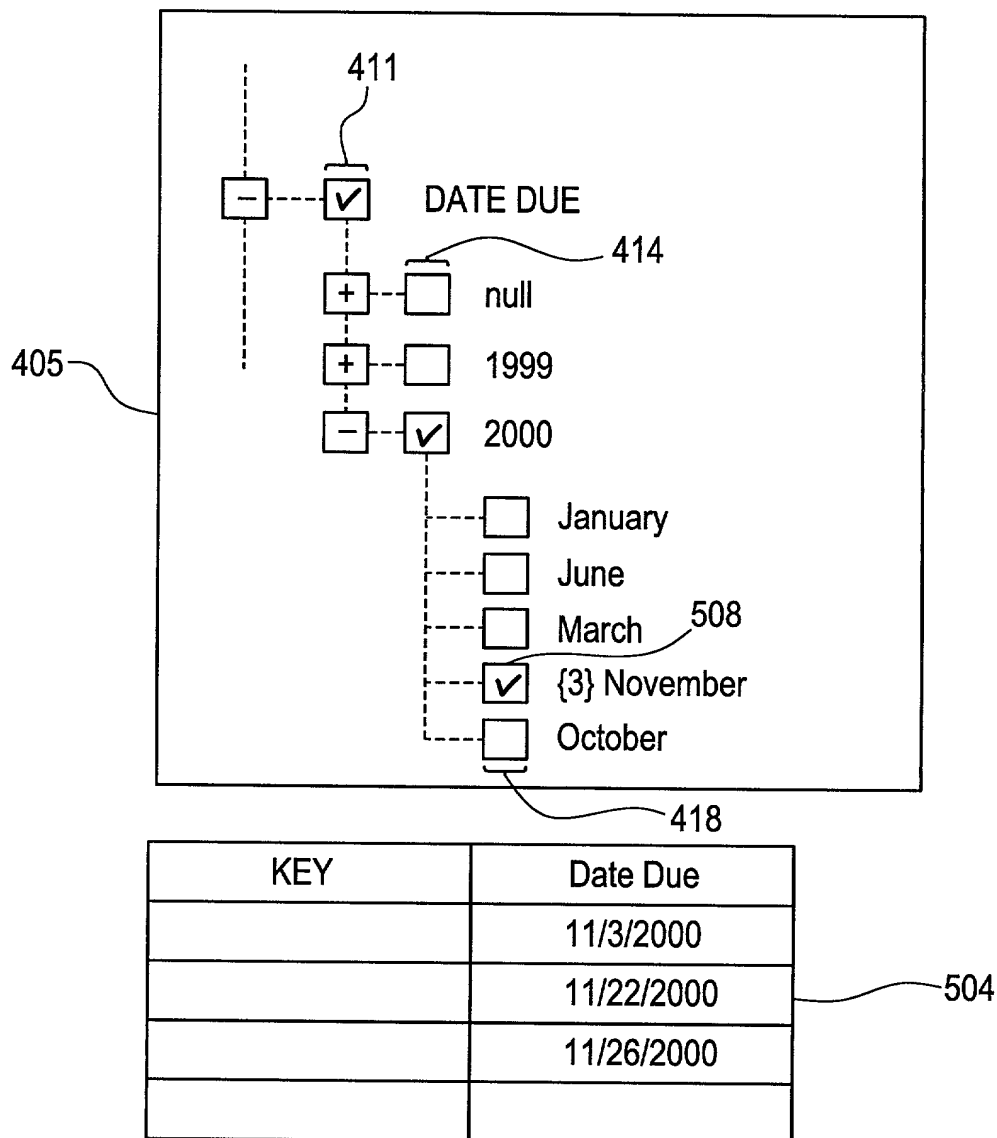 411
DATE DUE
414
+ null
405
+ 1999
- 2000
January
June
March
508
{3} November
October
418
KEY Date Due
11/3/2000
11/22/2000
504
11/26/2000